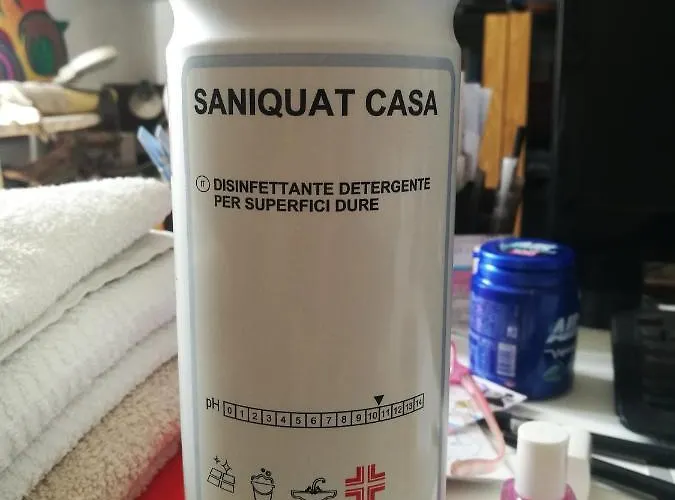 SANIQUAT CASA
IT DISINFETTANTE DETERGENTE
PER SUPERFICI DURE
pH 0 1 2 3 4 5 6 7 8 9 10 11 12 13 14